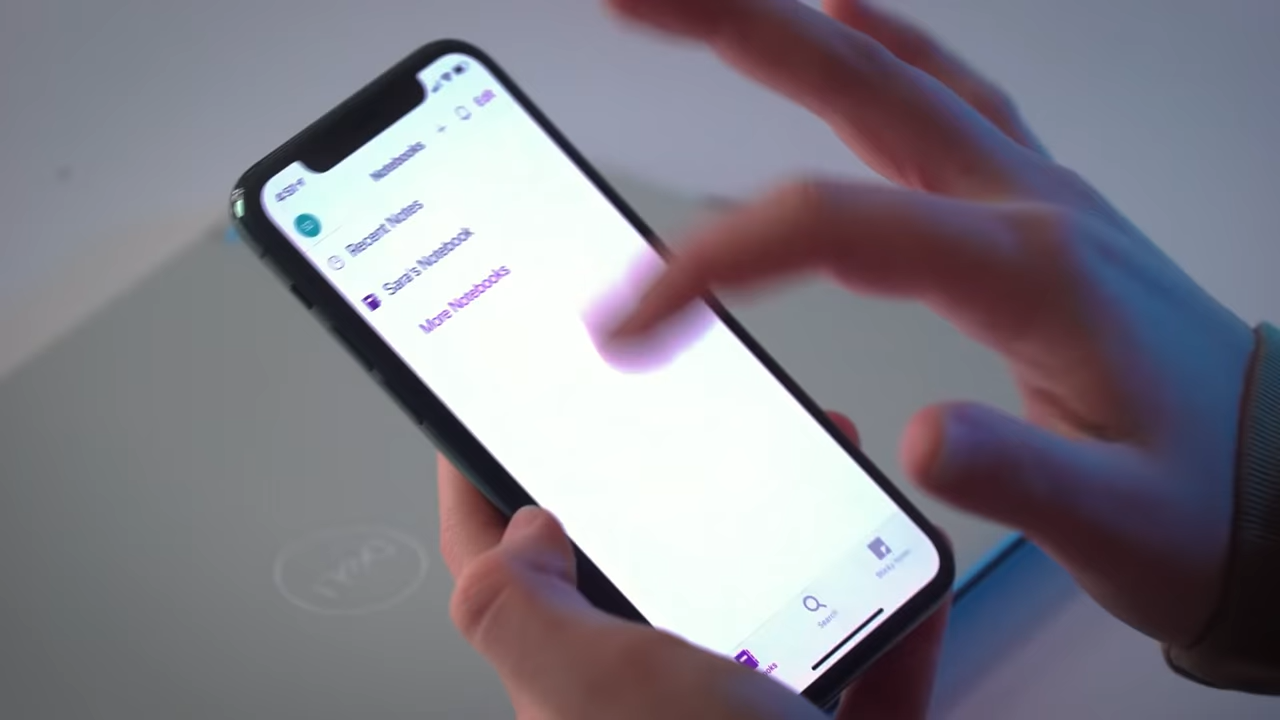 Edit
Notebooks
Recent Notes
Sara's Notebook
More Notebooks
Search